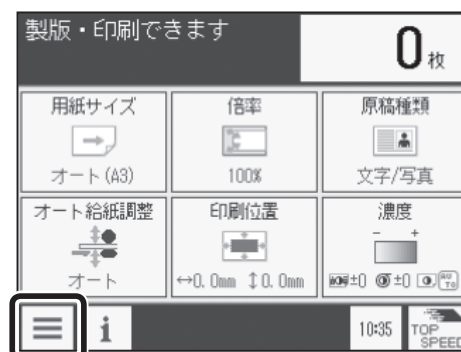 製版・印刷できます
0枚
用紙サイズ
オート(A3)
倍率
100%
原稿種類
文字/写真
オート給紙調整
オート
印刷位置
↔0.0mm ↕0.0mm
濃度
- +
±0 ±0 AUTO
i
10:35
TOP
SPEED